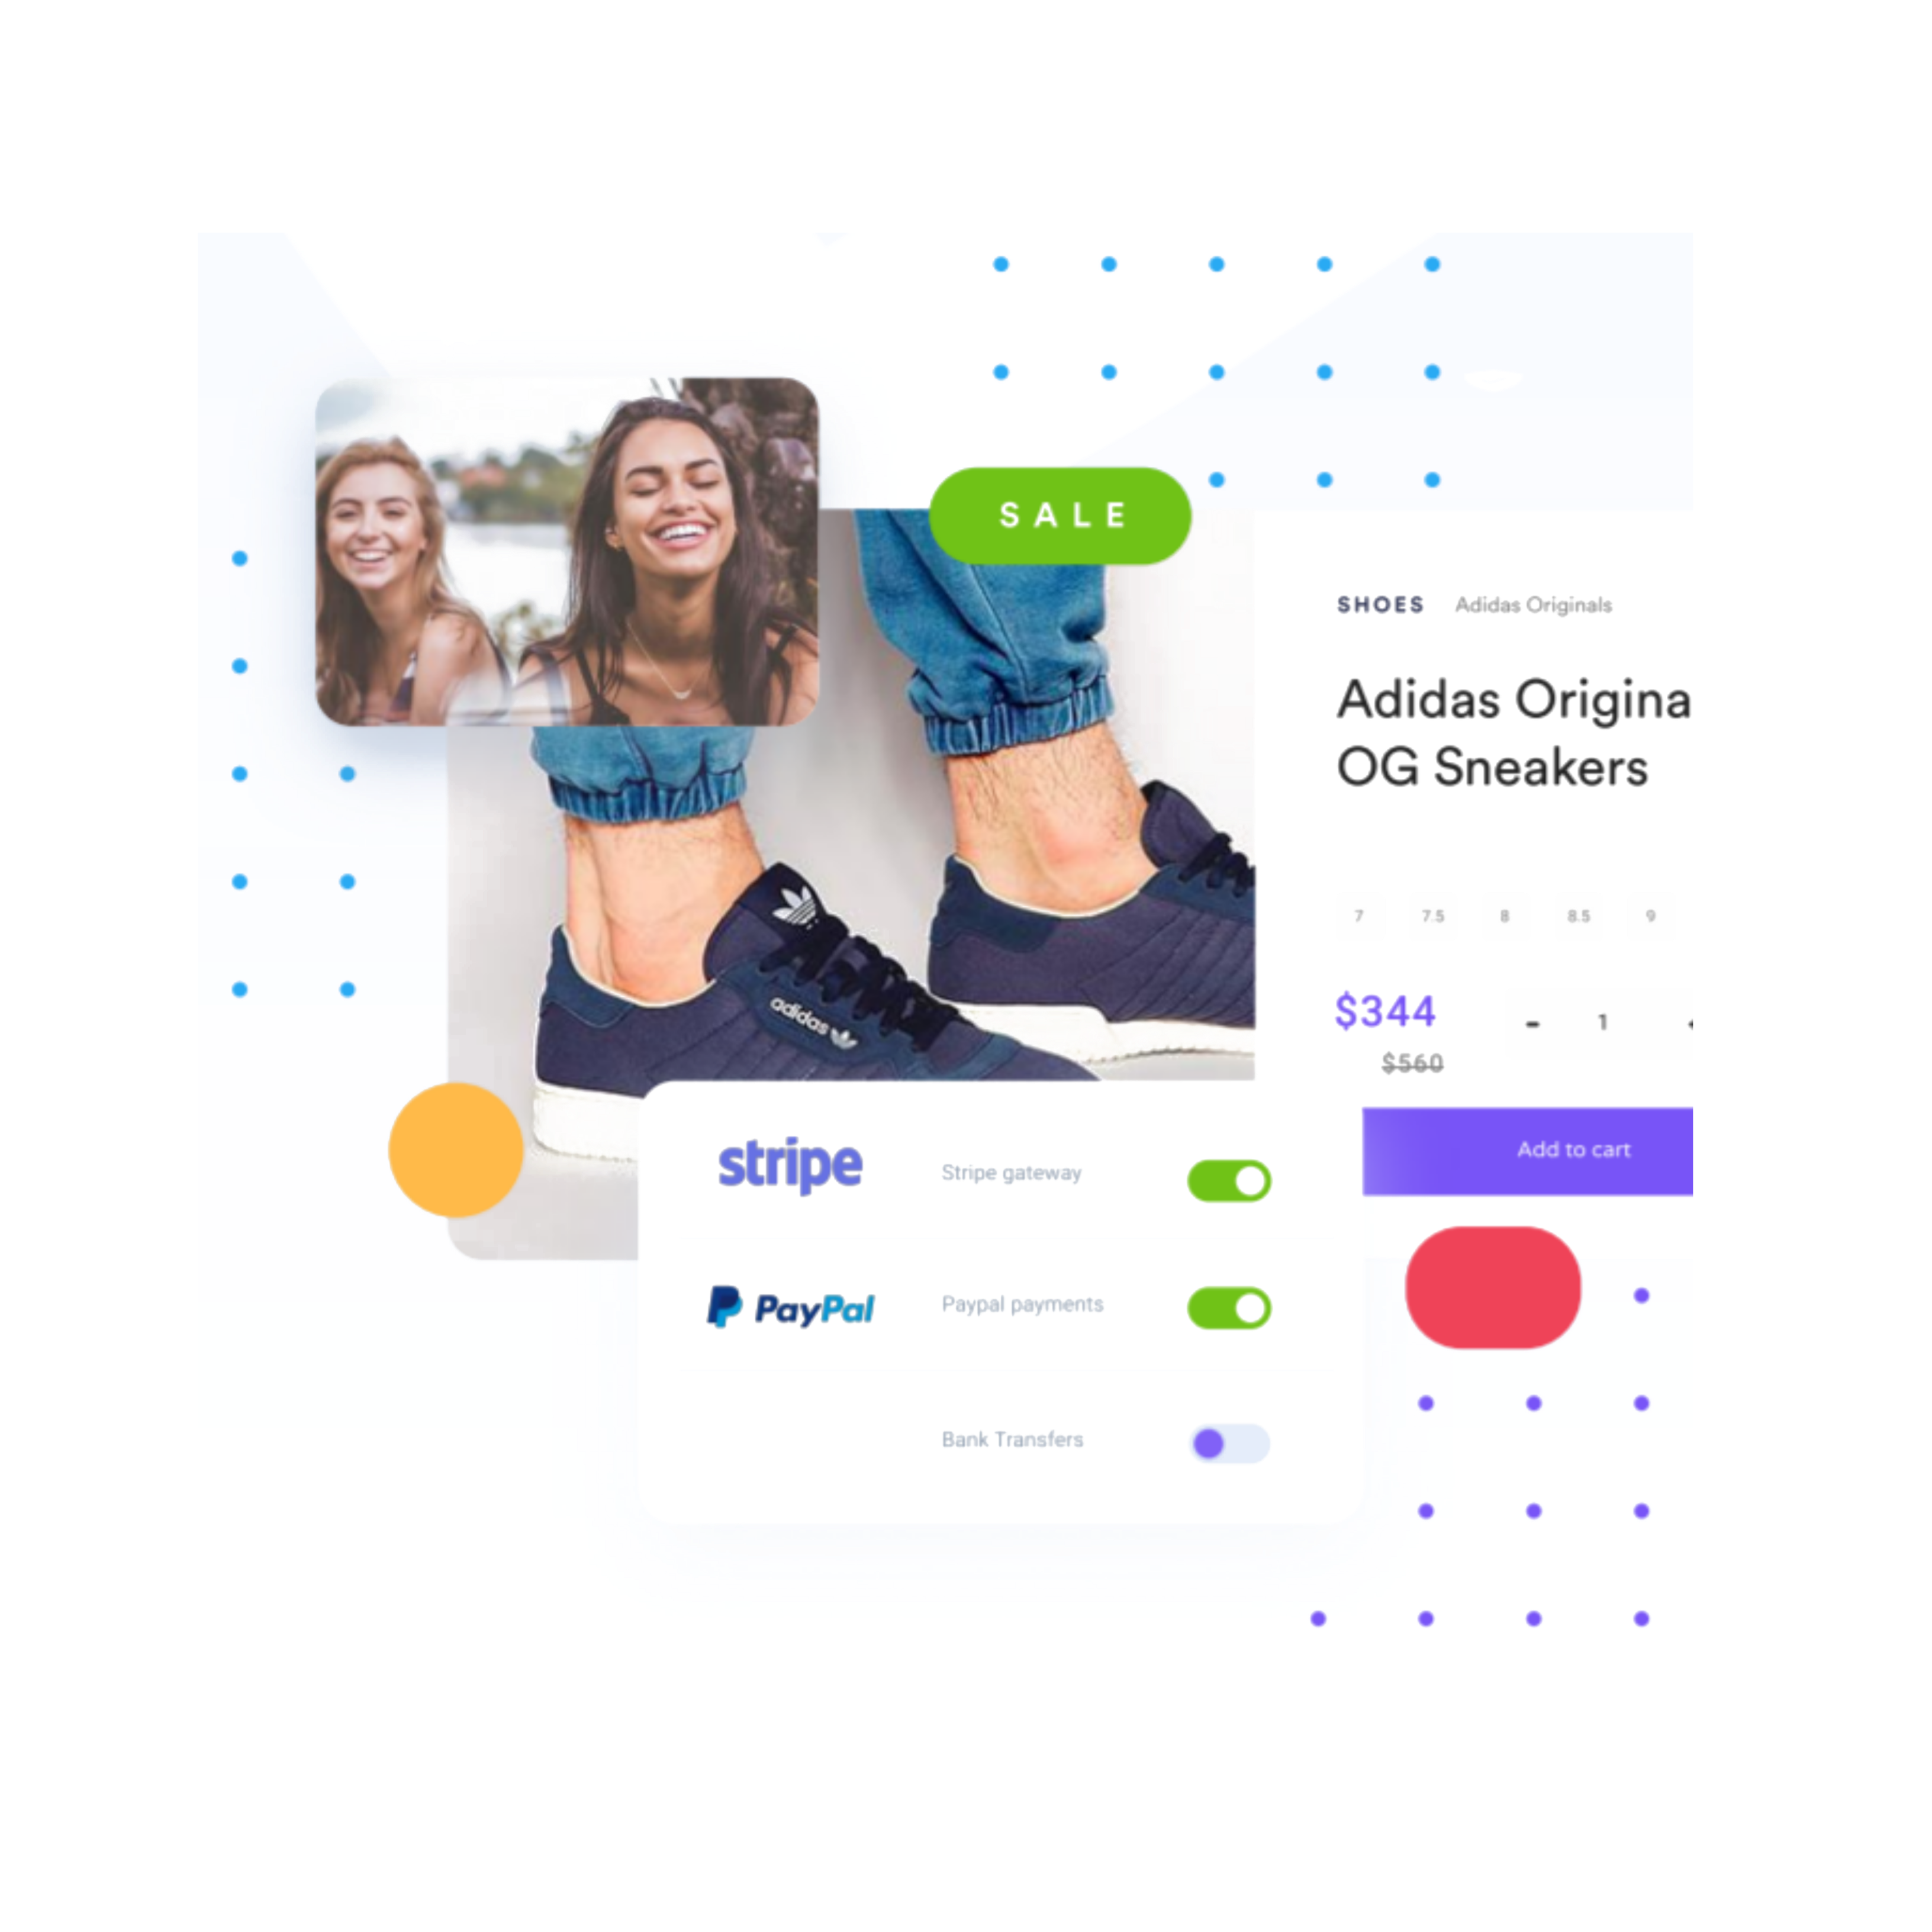 SALE
SHOES Adidas Originals
Adidas Origina
OG Sneakers
7 7.5 8 8.5 9
$344
- 1
$560
Add to cart
adidas
stripe Stripe gateway
PayPal Paypal payments
Bank Transfers